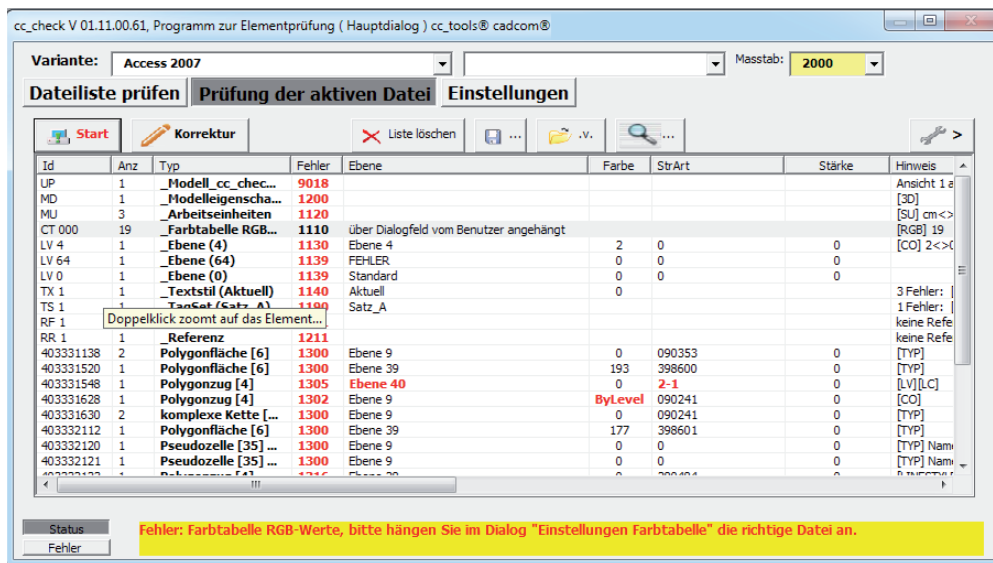 cc_check V 01.11.00.61, Programm zur Elementprüfung ( Hauptdialog ) cc_tools® cadcom®
Variante: Access 2007 Masstab: 2000
Dateiliste prüfen Prüfung der aktiven Datei Einstellungen
Start Korrektur Liste löschen ... .v. ... >
Id Anz Typ Fehler Ebene Farbe StrArt Stärke Hinweis
UP 1 _Modell_cc_chec... 9018 Ansicht 1 a
MD 1 _Modelleigenscha... 1200 [3D]
MU 3 _Arbeitseinheiten 1120 [SU] cm<>
CT 000 19 _Farbtabelle RGB... 1110 über Dialogfeld vom Benutzer angehängt [RGB] 19
LV 4 1 _Ebene (4) 1130 Ebene 4 2 0 0 [CO] 2<>0
LV 64 1 _Ebene (64) 1139 FEHLER 0 0 0
LV 0 1 _Ebene (0) 1139 Standard 0 0 0
TX 1 1 _Textstil (Aktuell) 1140 Aktuell 0 3 Fehler: [
TS 1 1 _TagSet (Satz_A) 1190 Satz_A 1 Fehler: [
RF 1 Doppelklick zoomt auf das Element... keine Refe
RR 1 1 _Referenz 1211 keine Refe
403331138 2 Polygonfläche [6] 1300 Ebene 9 0 090353 0 [TYP]
403331520 1 Polygonfläche [6] 1300 Ebene 39 193 398600 0 [TYP]
403331548 1 Polygonzug [4] 1305 Ebene 40 0 2-1 0 [LV][LC]
403331628 1 Polygonzug [4] 1302 Ebene 9 ByLevel 090241 0 [CO]
403331630 2 komplexe Kette [... 1300 Ebene 9 0 090241 0 [TYP]
403332112 1 Polygonfläche [6] 1300 Ebene 39 177 398601 0 [TYP]
403332120 1 Pseudozelle [35] ... 1300 Ebene 9 0 0 0 [TYP] Nam
403332121 1 Pseudozelle [35] ... 1300 Ebene 9 0 0 0 [TYP] Nam
Status Fehler: Farbtabelle RGB-Werte, bitte hängen Sie im Dialog "Einstellungen Farbtabelle" die richtige Datei an.
Fehler